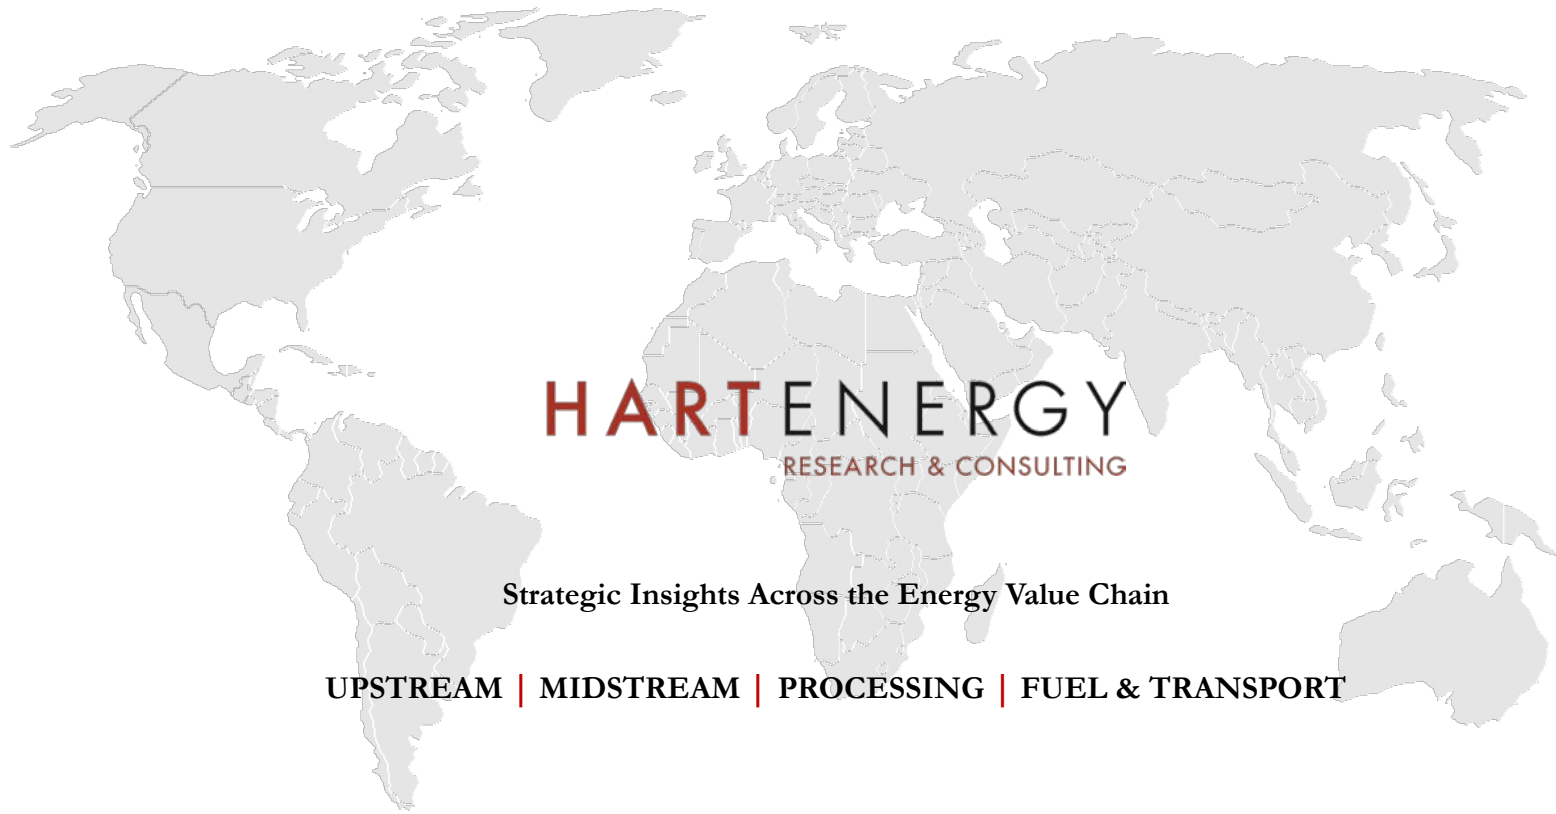 HARTENERGY
RESEARCH & CONSULTING
Strategic Insights Across the Energy Value Chain
UPSTREAM | MIDSTREAM | PROCESSING | FUEL & TRANSPORT